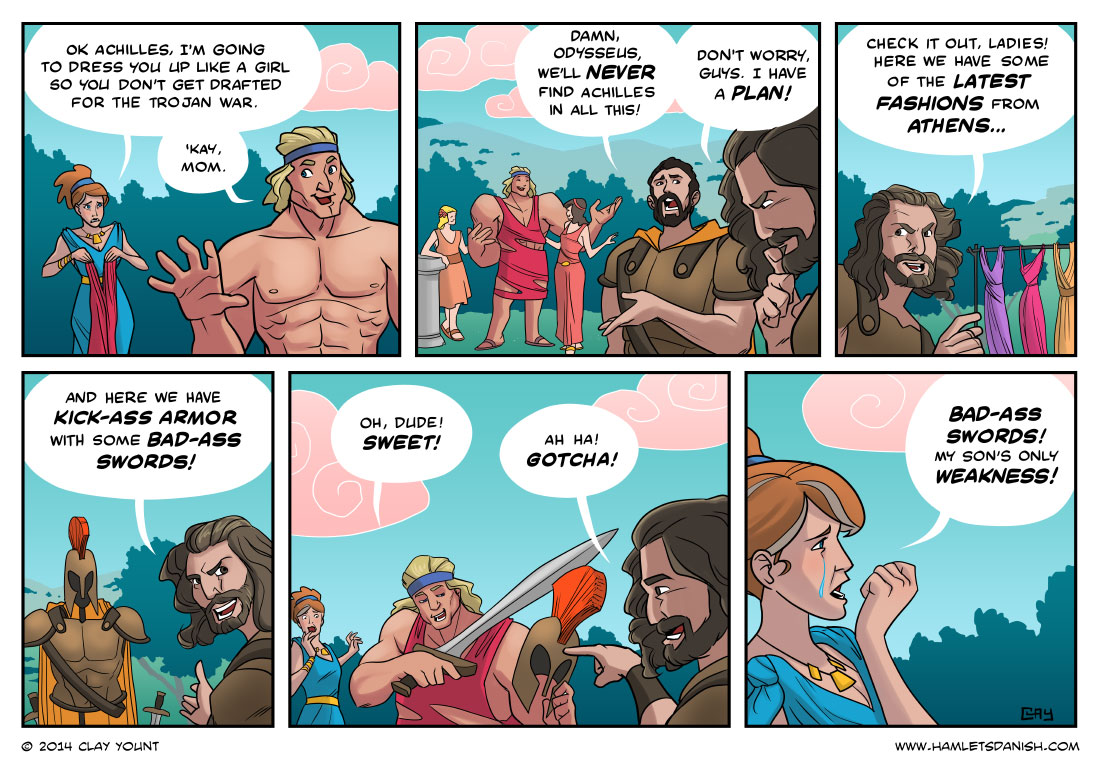 OK ACHILLES, I'M GOING
TO DRESS YOU UP LIKE A GIRL
SO YOU DON'T GET DRAFTED
FOR THE TROJAN WAR.
'KAY,
MOM.
DAMN,
ODYSSEUS,
WE'LL NEVER
FIND ACHILLES
IN ALL THIS!
DON'T WORRY,
GUYS. I HAVE
A PLAN!
CHECK IT OUT, LADIES!
HERE WE HAVE SOME
OF THE LATEST
FASHIONS FROM
ATHENS...
AND HERE WE HAVE
KICK-ASS ARMOR
WITH SOME BAD-ASS
SWORDS!
OH, DUDE!
SWEET!
AH HA!
GOTCHA!
BAD-ASS
SWORDS!
MY SON'S ONLY
WEAKNESS!
CLAY
© 2014 CLAY YOUNT
WWW.HAMLETSDANISH.COM